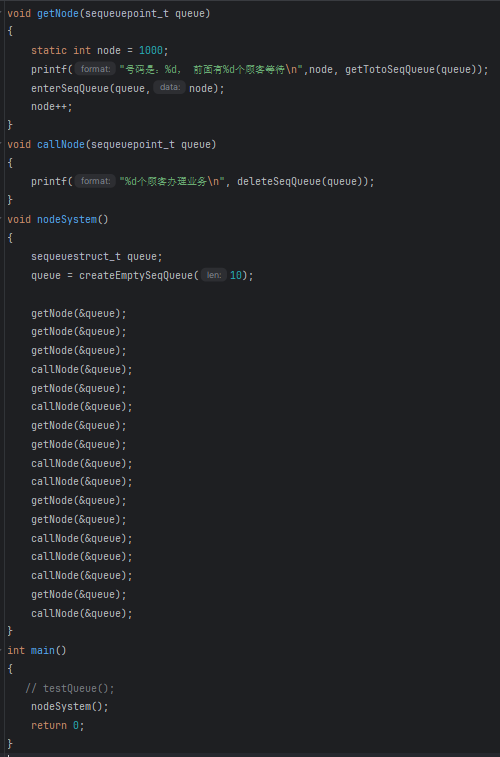 void getNode(sequeuepoint_t queue)
{
    static int node = 1000;
    printf( format: "号码是：%d， 前面有%d个顾客等待\n",node, getTotoSeqQueue(queue));
    enterSeqQueue(queue, data: node);
    node++;
}
void callNode(sequeuepoint_t queue)
{
    printf( format: "%d个顾客办理业务\n", deleteSeqQueue(queue));
}
void nodeSystem()
{
    sequeuestruct_t queue;
    queue = createEmptySeqQueue( len: 10);

    getNode(&queue);
    getNode(&queue);
    getNode(&queue);
    callNode(&queue);
    getNode(&queue);
    callNode(&queue);
    getNode(&queue);
    getNode(&queue);
    callNode(&queue);
    callNode(&queue);
    getNode(&queue);
    getNode(&queue);
    callNode(&queue);
    callNode(&queue);
    callNode(&queue);
    getNode(&queue);
    callNode(&queue);
}
int main()
{
   // testQueue();
    nodeSystem();
    return 0;
}